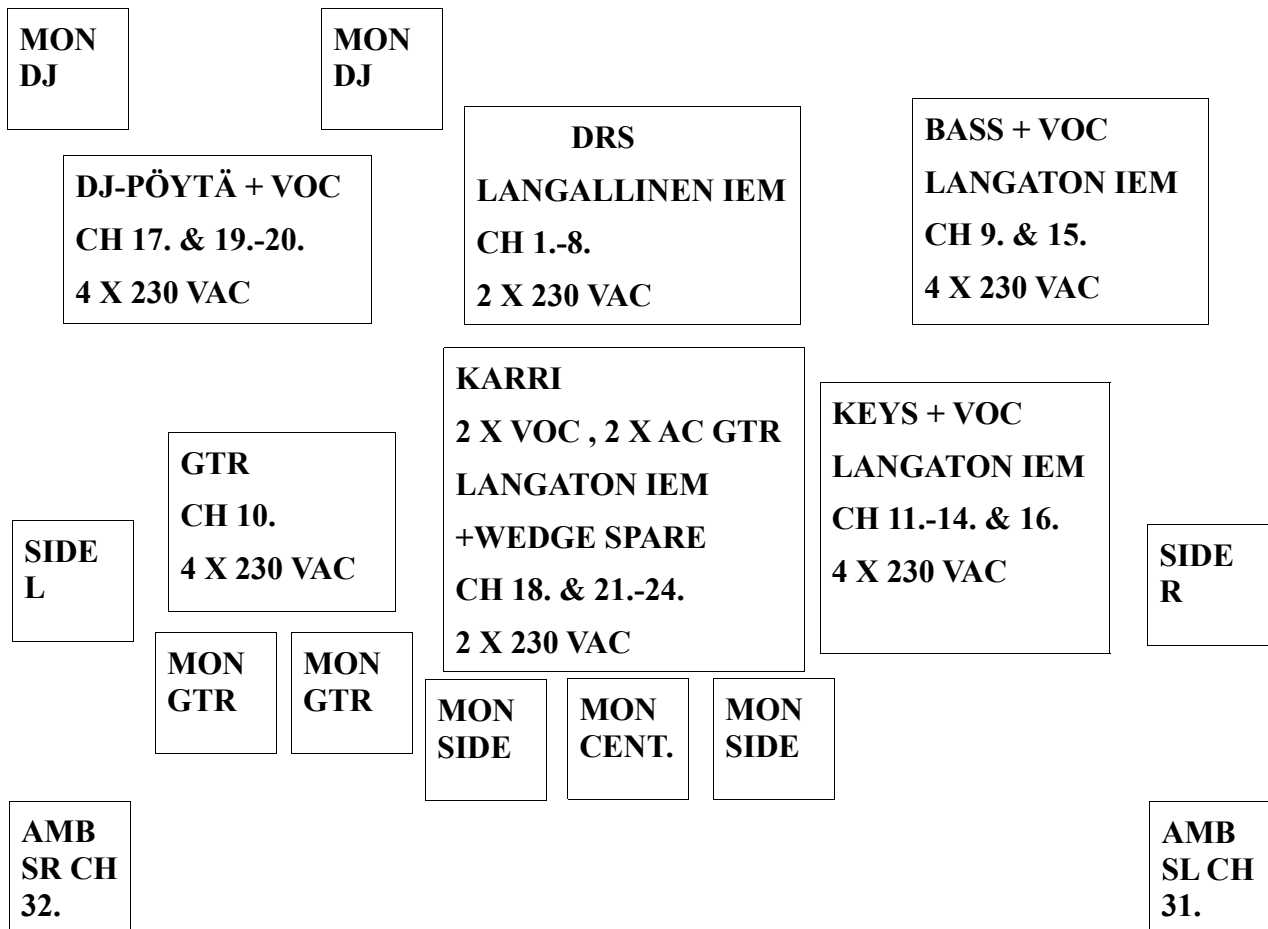 MON
DJ
MON
DJ
DJ-PÖYTÄ + VOC
CH 17. & 19.-20.
4 X 230 VAC
DRS
LANGALLINEN IEM
CH 1.-8.
2 X 230 VAC
BASS + VOC
LANGATON IEM
CH 9. & 15.
4 X 230 VAC
GTR
CH 10.
4 X 230 VAC
KARRI
2 X VOC , 2 X AC GTR
LANGATON IEM
+WEDGE SPARE
CH 18. & 21.-24.
2 X 230 VAC
KEYS + VOC
LANGATON IEM
CH 11.-14. & 16.
4 X 230 VAC
SIDE
L
SIDE
R
MON
GTR
MON
GTR
MON
SIDE
MON
CENT.
MON
SIDE
AMB
SR CH
32.
AMB
SL CH
31.